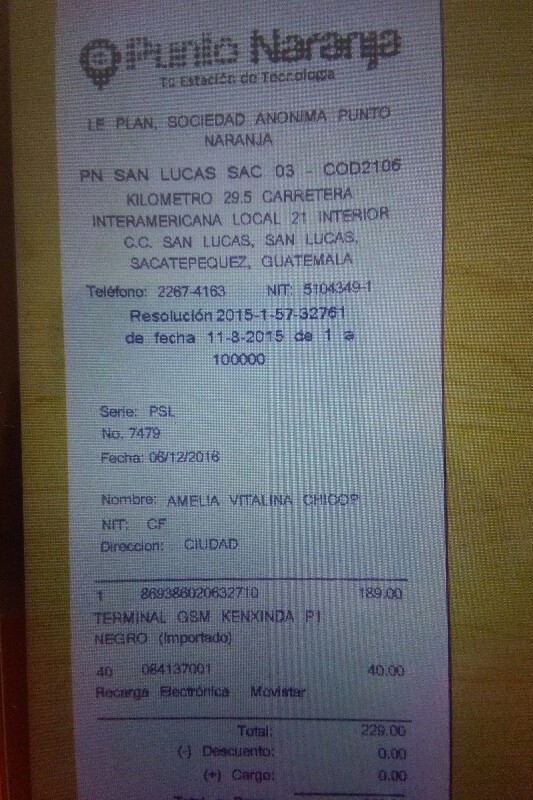 Punto Naranja
Tu Estación de Tecnología
LE PLAN, SOCIEDAD ANONIMA PUNTO
NARANJA
PN SAN LUCAS SAC 03 - COD2106
KILOMETRO 29.5 CARRETERA
INTERAMERICANA LOCAL 21 INTERIOR
C.C. SAN LUCAS, SAN LUCAS,
SACATEPEQUEZ, GUATEMALA
Teléfono: 2267-4163 NIT: 5104349-1
Resolución 2015-1-57-32761
de fecha 11-8-2015 de 1 a
100000
Serie: PSL
No. 7479
Fecha: 06/12/2016
Nombre: AMELIA VITALINA CHICOP
NIT: CF
Direccion: CIUDAD
1 869386020632710 189.00
TERMINAL GSM KENXINDA P1
NEGRO (Importado)
40 084137001 40.00
Recarga Electrónica Movistar
Total: 229.00
(-) Descuento: 0.00
(+) Cargo: 0.00